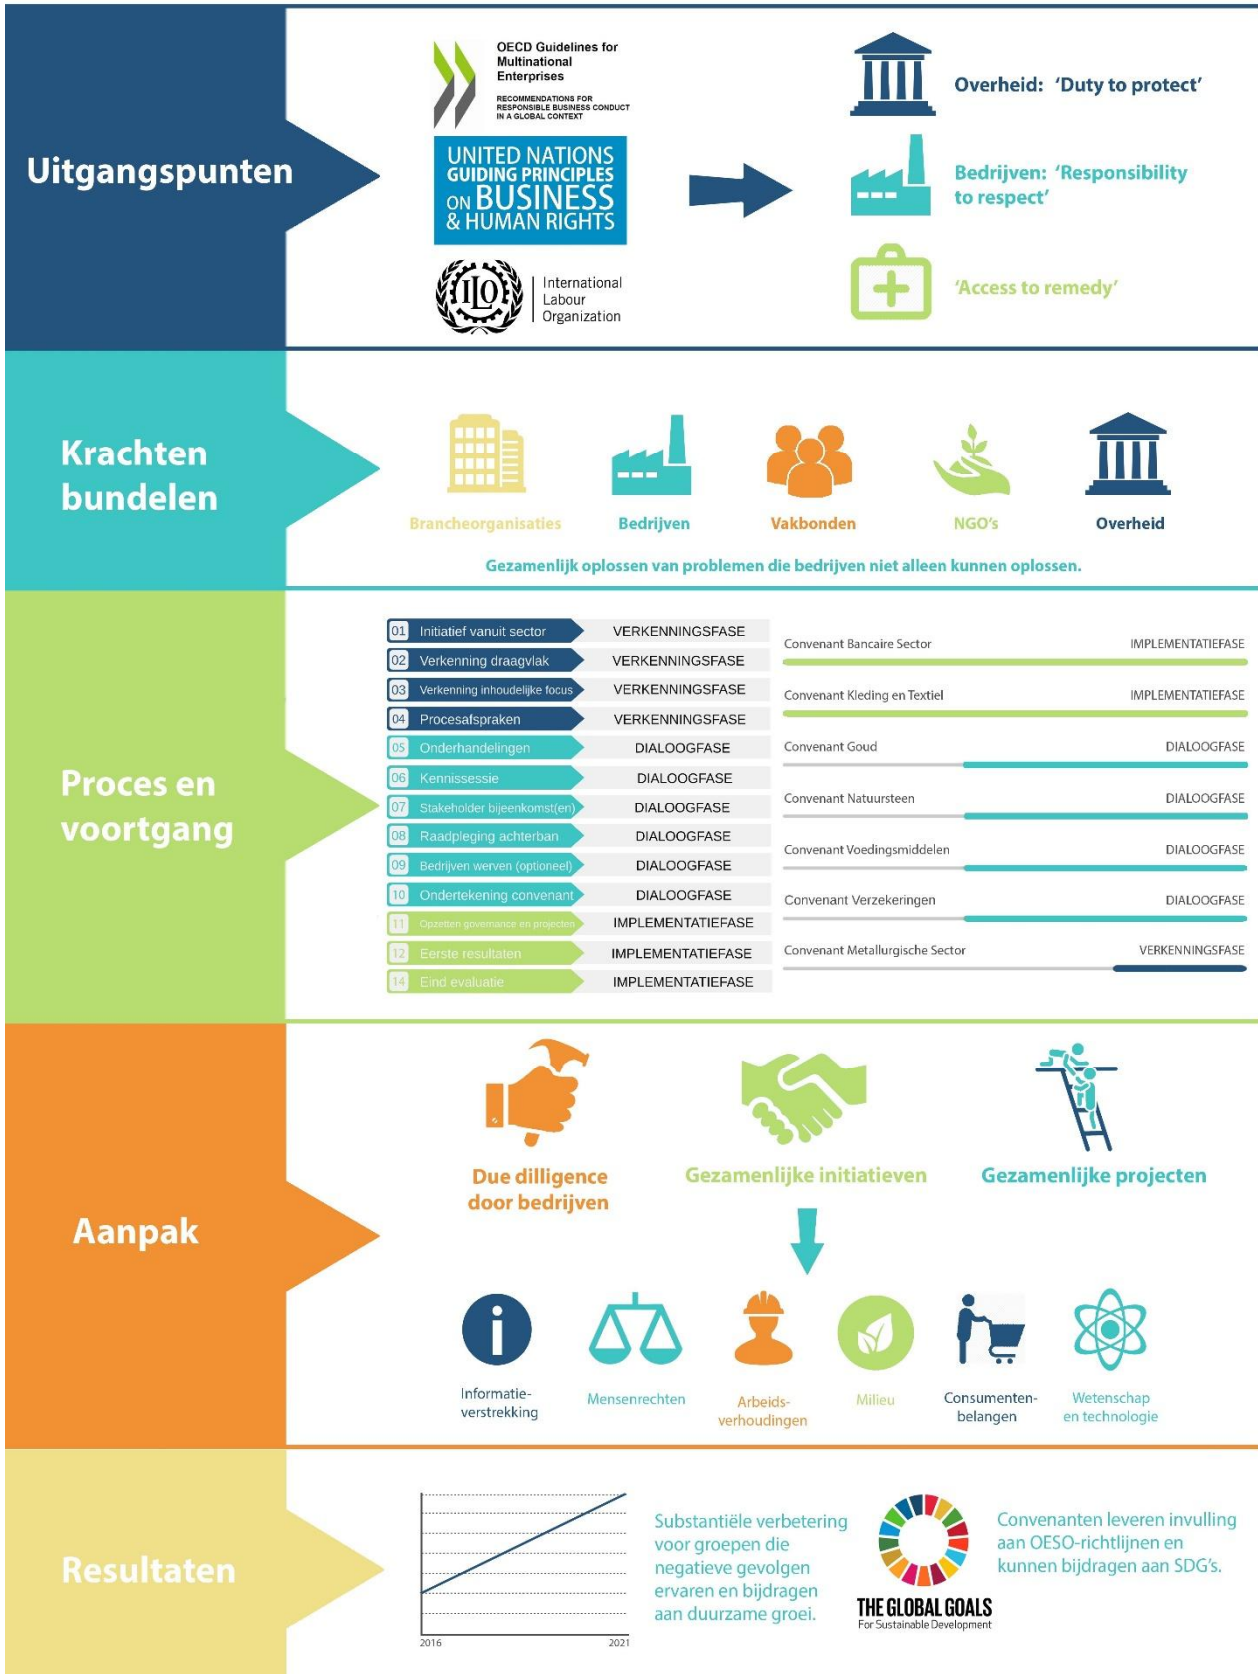 Uitgangspunten
OECD Guidelines for
Multinational
Enterprises
RECOMMENDATIONS FOR
RESPONSIBLE BUSINESS CONDUCT
IN A GLOBAL CONTEXT
UNITED NATIONS
GUIDING PRINCIPLES
ON BUSINESS
& HUMAN RIGHTS
ILO
International
Labour
Organization
Overheid: ‘Duty to protect’
Bedrijven: ‘Responsibility
to respect’
‘Access to remedy’
Krachten
bundelen
Brancheorganisaties
Bedrijven
Vakbonden
NGO's
Overheid
Gezamenlijk oplossen van problemen die bedrijven niet alleen kunnen oplossen.
Proces en
voortgang
01 Initiatief vanuit sector VERKENNINGSFASE
02 Verkenning draagvlak VERKENNINGSFASE
03 Verkenning inhoudelijke focus VERKENNINGSFASE
04 Procesafspraken VERKENNINGSFASE
05 Onderhandelingen DIALOOGFASE
06 Kennissessie DIALOOGFASE
07 Stakeholder bijeenkomst(en) DIALOOGFASE
08 Raadpleging achterban DIALOOGFASE
09 Bedrijven werven (optioneel) DIALOOGFASE
10 Ondertekening convenant DIALOOGFASE
11 Opzetten governance en projecten IMPLEMENTATIEFASE
12 Eerste resultaten IMPLEMENTATIEFASE
14 Eind evaluatie IMPLEMENTATIEFASE
Convenant Bancaire Sector IMPLEMENTATIEFASE
Convenant Kleding en Textiel IMPLEMENTATIEFASE
Convenant Goud DIALOOGFASE
Convenant Natuursteen DIALOOGFASE
Convenant Voedingsmiddelen DIALOOGFASE
Convenant Verzekeringen DIALOOGFASE
Convenant Metallurgische Sector VERKENNINGSFASE
Aanpak
Due dilligence
door bedrijven
Gezamenlijke initiatieven
Gezamenlijke projecten
Informatie-
verstrekking
Mensenrechten
Arbeids-
verhoudingen
Milieu
Consumenten-
belangen
Wetenschap
en technologie
Resultaten
2016
2021
Substantiële verbetering
voor groepen die
negatieve gevolgen
ervaren en bijdragen
aan duurzame groei.
THE GLOBAL GOALS
For Sustainable Development
Convenanten leveren invulling
aan OESO-richtlijnen en
kunnen bijdragen aan SDG's.